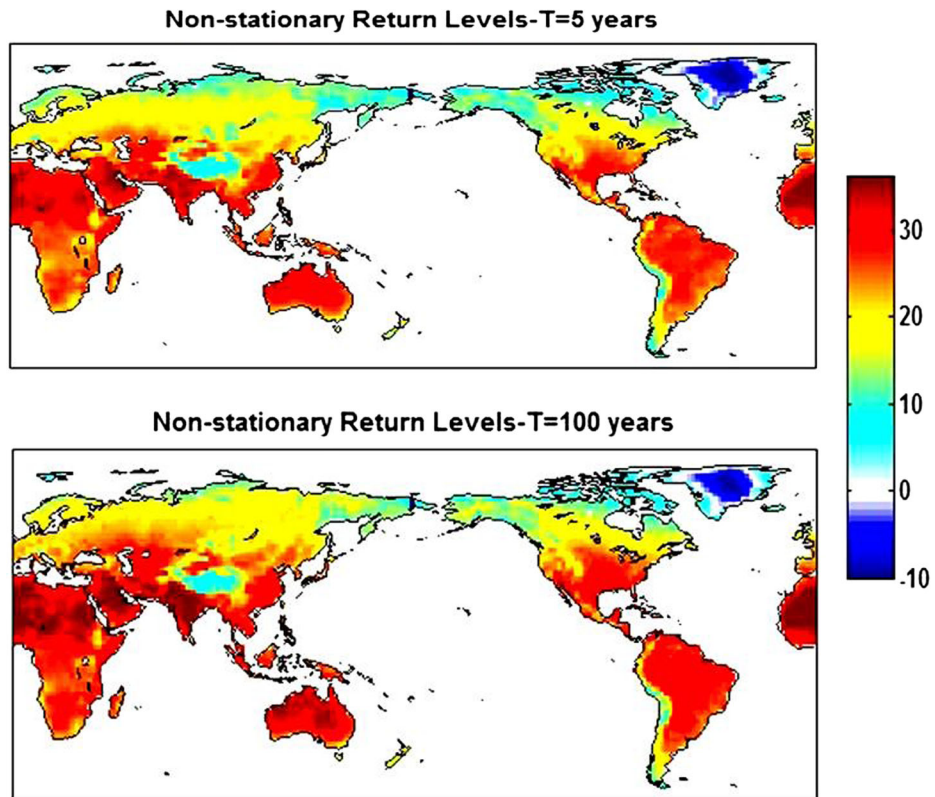 Non-stationary Return Levels-T=5 years
30
20
10
0
-10
Non-stationary Return Levels-T=100 years